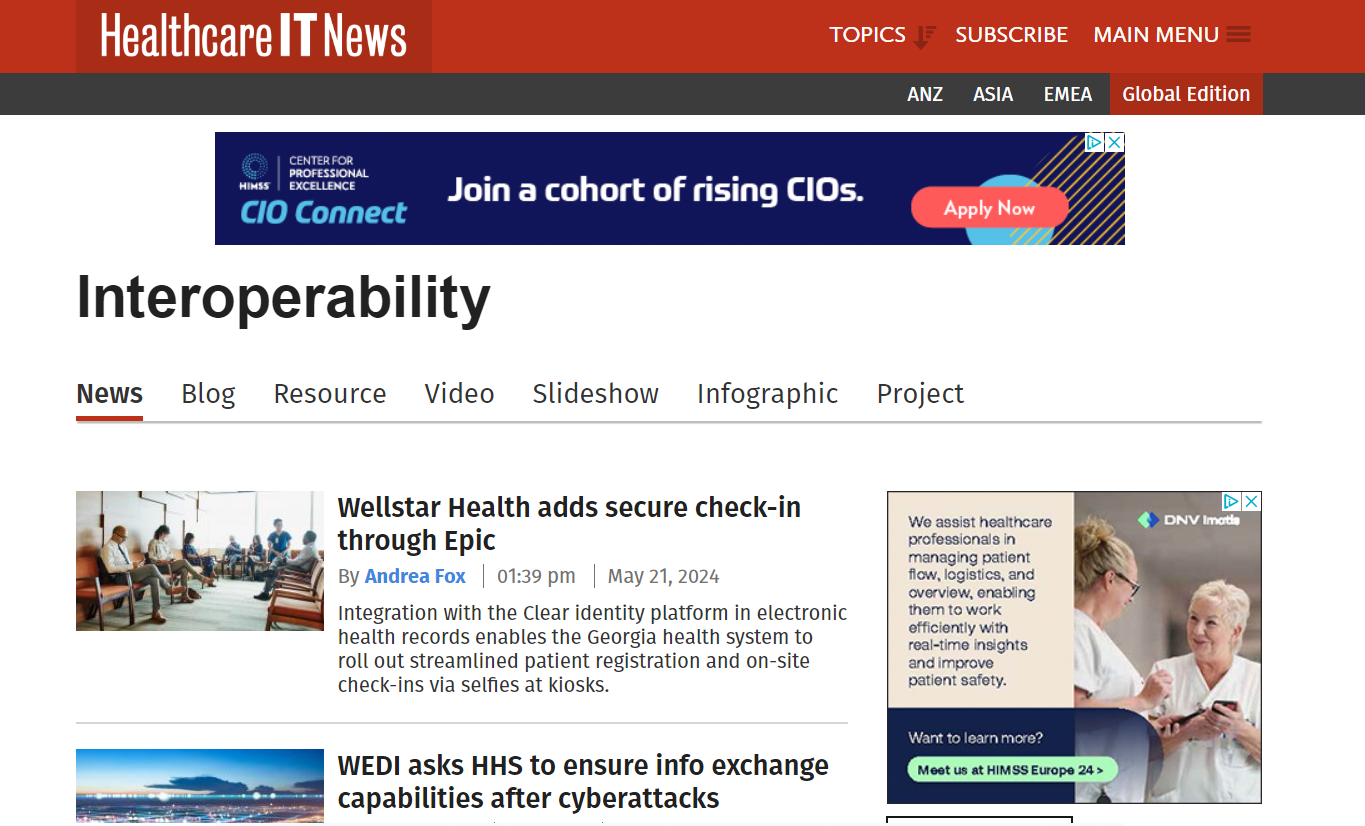 Healthcare IT News
TOPICS SUBSCRIBE MAIN MENU
ANZ ASIA EMEA Global Edition
HIMSS
CENTER FOR
PROFESSIONAL
EXCELLENCE
CIO Connect
Join a cohort of rising CIOs.
Apply Now
Interoperability
News Blog Resource Video Slideshow Infographic Project
Wellstar Health adds secure check-in
through Epic
By Andrea Fox 01:39 pm May 21, 2024
Integration with the Clear identity platform in electronic
health records enables the Georgia health system to
roll out streamlined patient registration and on-site
check-ins via selfies at kiosks.
WEDI asks HHS to ensure info exchange
capabilities after cyberattacks
DNV Imatis
We assist healthcare
professionals in
managing patient
flow, logistics, and
overview, enabling
them to work
efficiently with
real-time insights
and improve
patient safety.
Want to learn more?
Meet us at HIMSS Europe 24 >